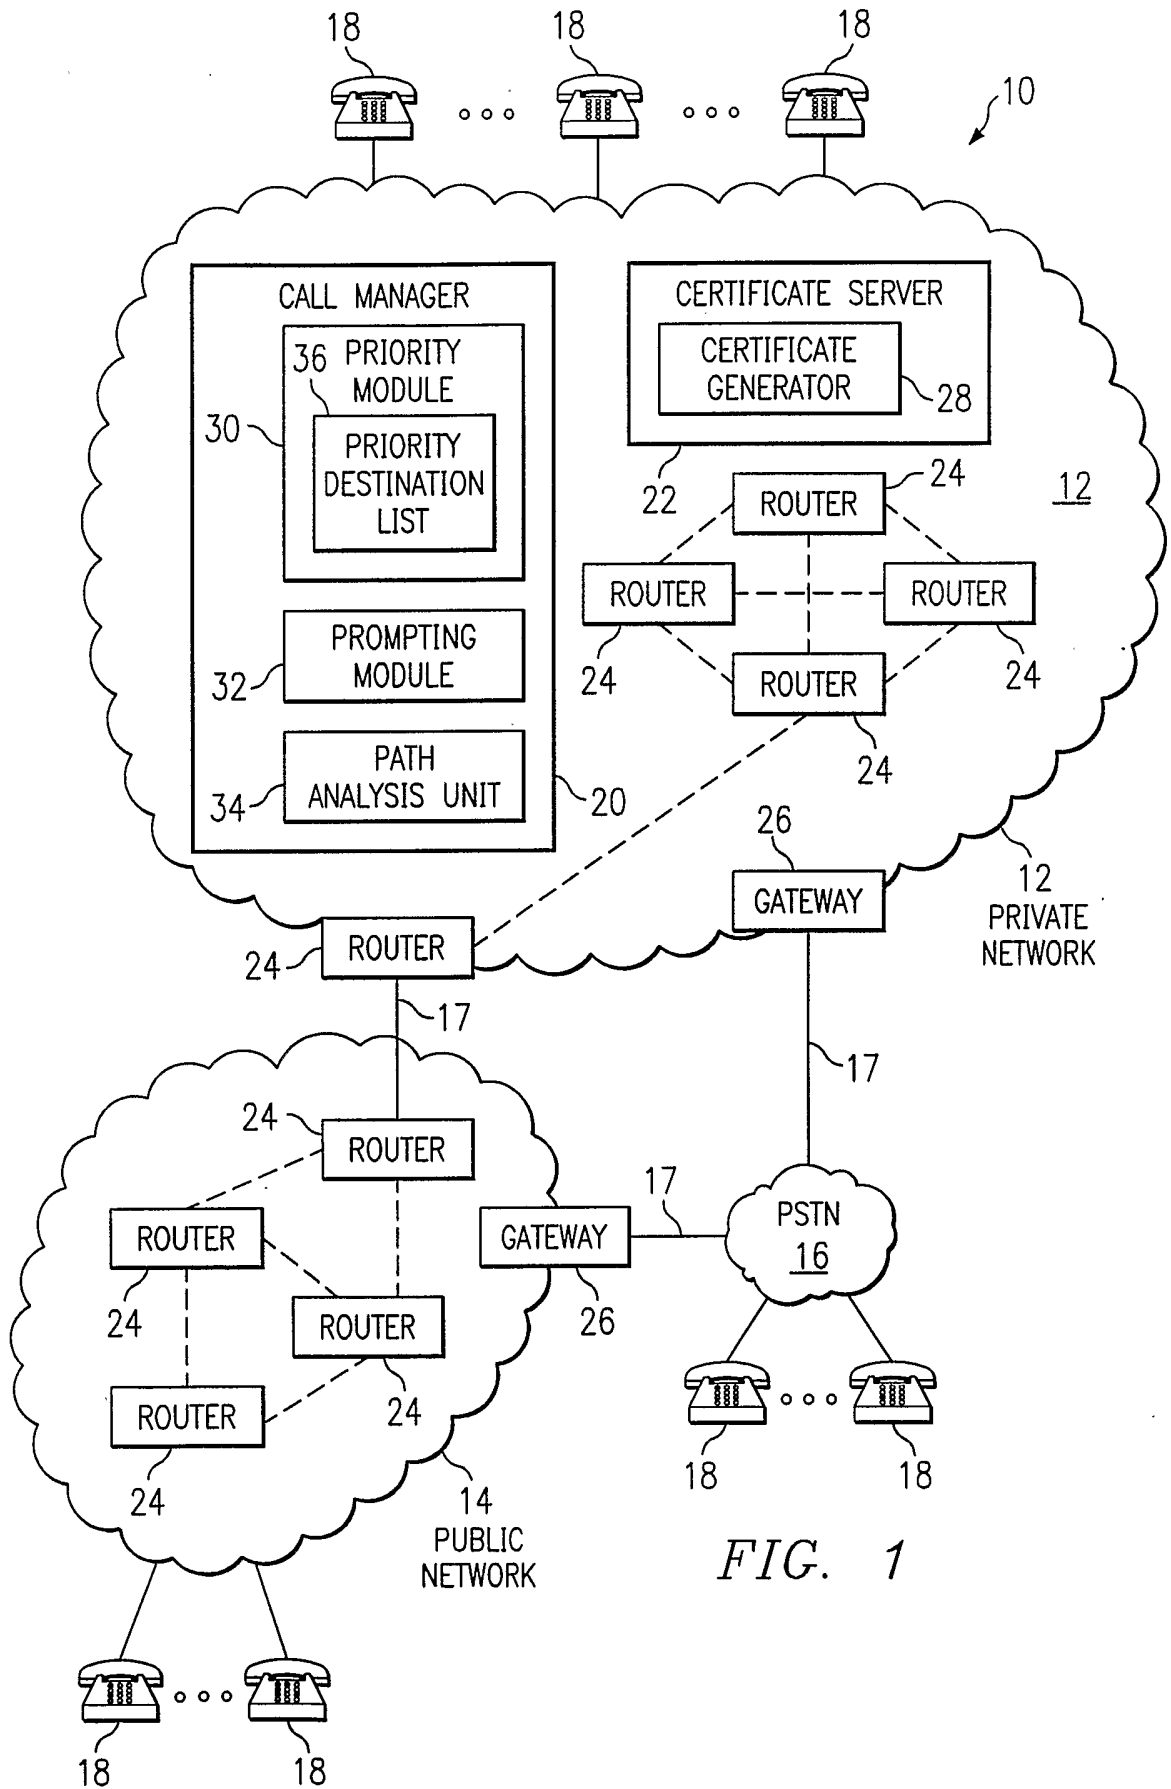 18
18
18
10
CALL MANAGER
CERTIFICATE SERVER
36
PRIORITY
MODULE
CERTIFICATE
GENERATOR
28
30
PRIORITY
DESTINATION
LIST
22
24
ROUTER
12
ROUTER
ROUTER
24
24
PROMPTING
MODULE
32
ROUTER
24
PATH
ANALYSIS UNIT
34
20
26
GATEWAY
12
PRIVATE
NETWORK
ROUTER
24
17
17
24
ROUTER
17
PSTN
16
ROUTER
24
GATEWAY
26
ROUTER
24
ROUTER
24
18
18
14
PUBLIC
NETWORK
FIG. 1
18
18